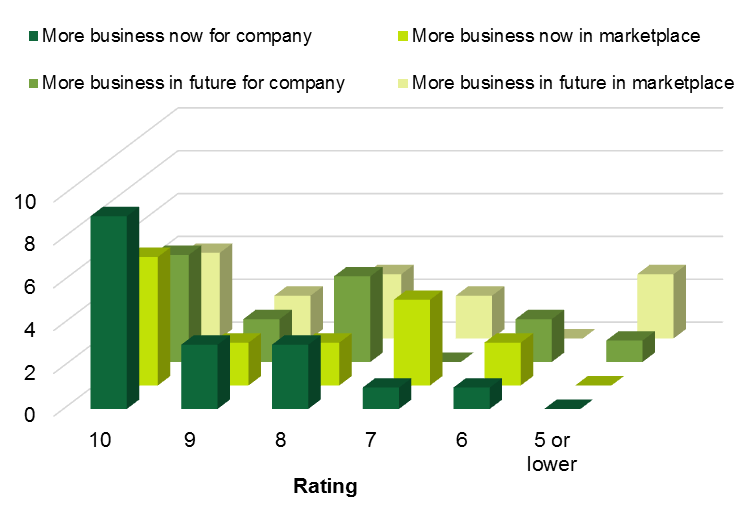 More business now for company
More business now in marketplace
More business in future for company
More business in future in marketplace
10
8
6
4
2
0
10
9
8
7
6
5 or
lower
Rating